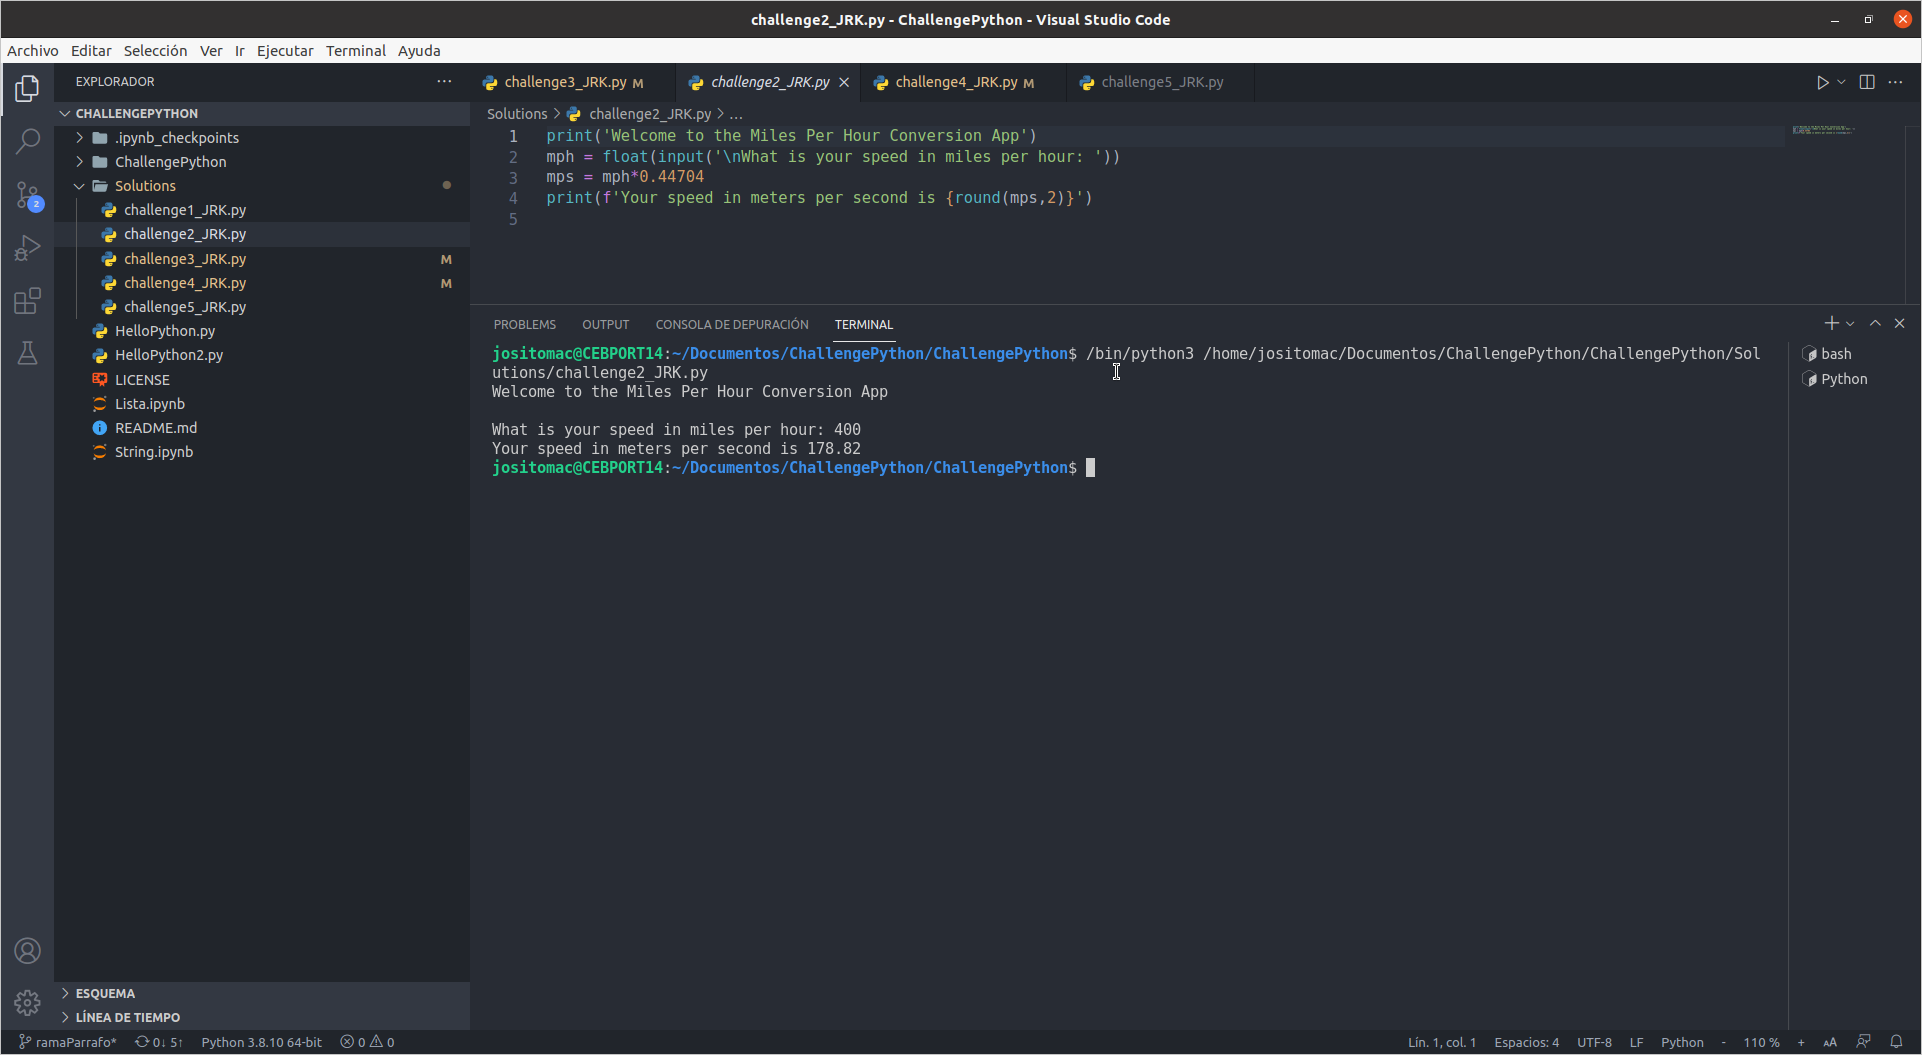 challenge2_JRK.py - ChallengePython - Visual Studio Code
Archivo Editar Selección Ver Ir Ejecutar Terminal Ayuda
EXPLORADOR
CHALLENGEPYTHON
.ipynb_checkpoints
ChallengePython
Solutions
challenge1_JRK.py
challenge2_JRK.py
challenge3_JRK.py M
challenge4_JRK.py M
challenge5_JRK.py
HelloPython.py
HelloPython2.py
LICENSE
Lista.ipynb
README.md
String.ipynb
ESQUEMA
LÍNEA DE TIEMPO
2
challenge3_JRK.py M challenge2_JRK.py challenge4_JRK.py M challenge5_JRK.py
Solutions > challenge2_JRK.py > ...
1 print('Welcome to the Miles Per Hour Conversion App')
2 mph = float(input('\nWhat is your speed in miles per hour: '))
3 mps = mph*0.44704
4 print(f'Your speed in meters per second is {round(mps,2)}')
5
PROBLEMS OUTPUT CONSOLA DE DEPURACIÓN TERMINAL
jositomac@CEBPORT14:~/Documentos/ChallengePython/ChallengePython$ /bin/python3 /home/jositomac/Documentos/ChallengePython/ChallengePython/Sol
utions/challenge2_JRK.py
Welcome to the Miles Per Hour Conversion App
What is your speed in miles per hour: 400
Your speed in meters per second is 178.82
jositomac@CEBPORT14:~/Documentos/ChallengePython/ChallengePython$
bash
Python
ramaParrafo* 0↓ 5↑ Python 3.8.10 64-bit 0 0 Lín. 1, col. 1 Espacios: 4 UTF-8 LF Python - 110 % + AA